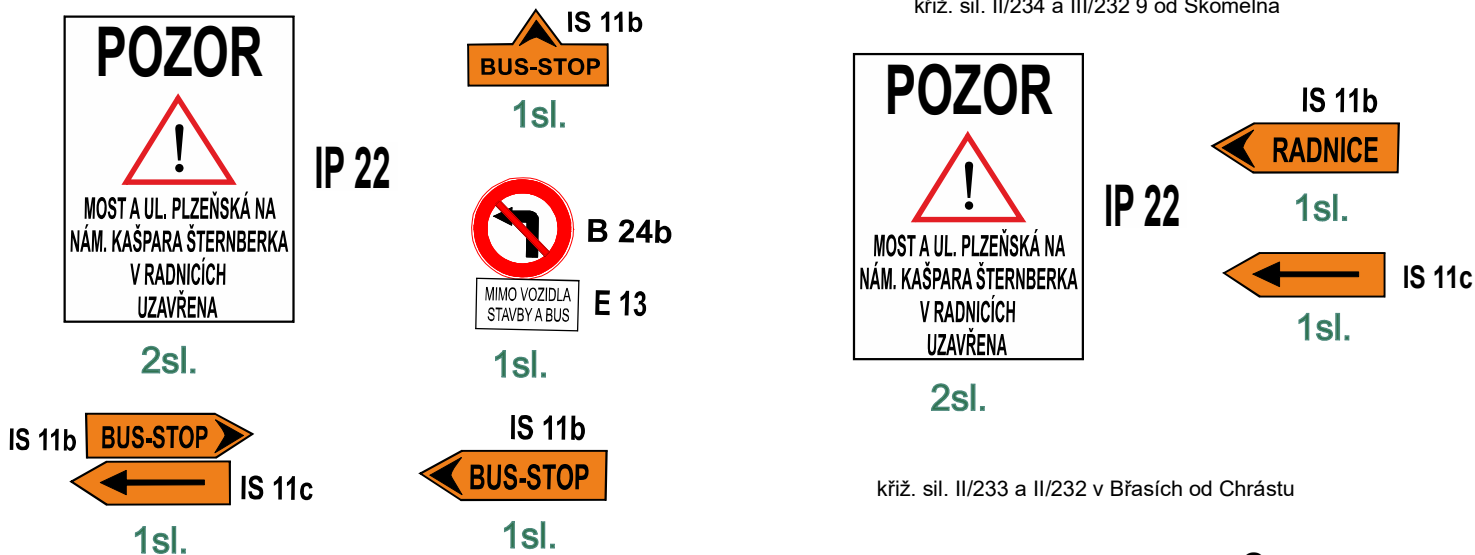 POZOR
!
MOST A UL. PLZEŇSKÁ NA
NÁM. KAŠPARA ŠTERNBERKA
V RADNICÍCH
UZAVŘENA
IP 22
2sl.
IS 11b
BUS-STOP
1sl.
B 24b
MIMO VOZIDLA
STAVBY A BUS
E 13
1sl.
IS 11b
BUS-STOP
IS 11c
1sl.
IS 11b
BUS-STOP
1sl.
křiž. sil. II/234 a III/232 9 od Skomelna
POZOR
!
MOST A UL. PLZEŇSKÁ NA
NÁM. KAŠPARA ŠTERNBERKA
V RADNICÍCH
UZAVŘENA
IP 22
2sl.
IS 11b
RADNICE
1sl.
IS 11c
1sl.
křiž. sil. II/233 a II/232 v Břasích od Chrástu